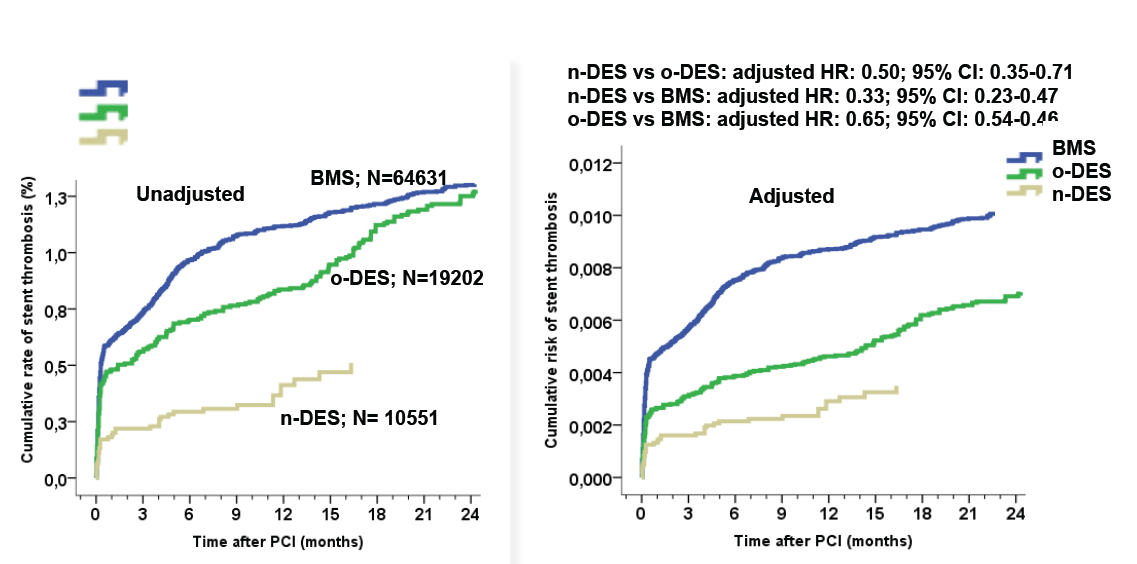 n-DES vs o-DES: adjusted HR: 0.50; 95% CI: 0.35-0.71
n-DES vs BMS: adjusted HR: 0.33; 95% CI: 0.23-0.47
o-DES vs BMS: adjusted HR: 0.65; 95% CI: 0.54-0.46
Unadjusted
BMS; N=64631
o-DES; N=19202
n-DES; N= 10551
Cumulative rate of stent thrombosis (%)
1,3
1,0
0,8
0,5
0,3
0,0
0 3 6 9 12 15 18 21 24
Time after PCI (months)
Adjusted
BMS
o-DES
n-DES
Cumulative risk of stent thrombosis
0,012
0,010
0,008
0,006
0,004
0,002
0,000
0 3 6 9 12 15 18 21 24
Time after PCI (months)